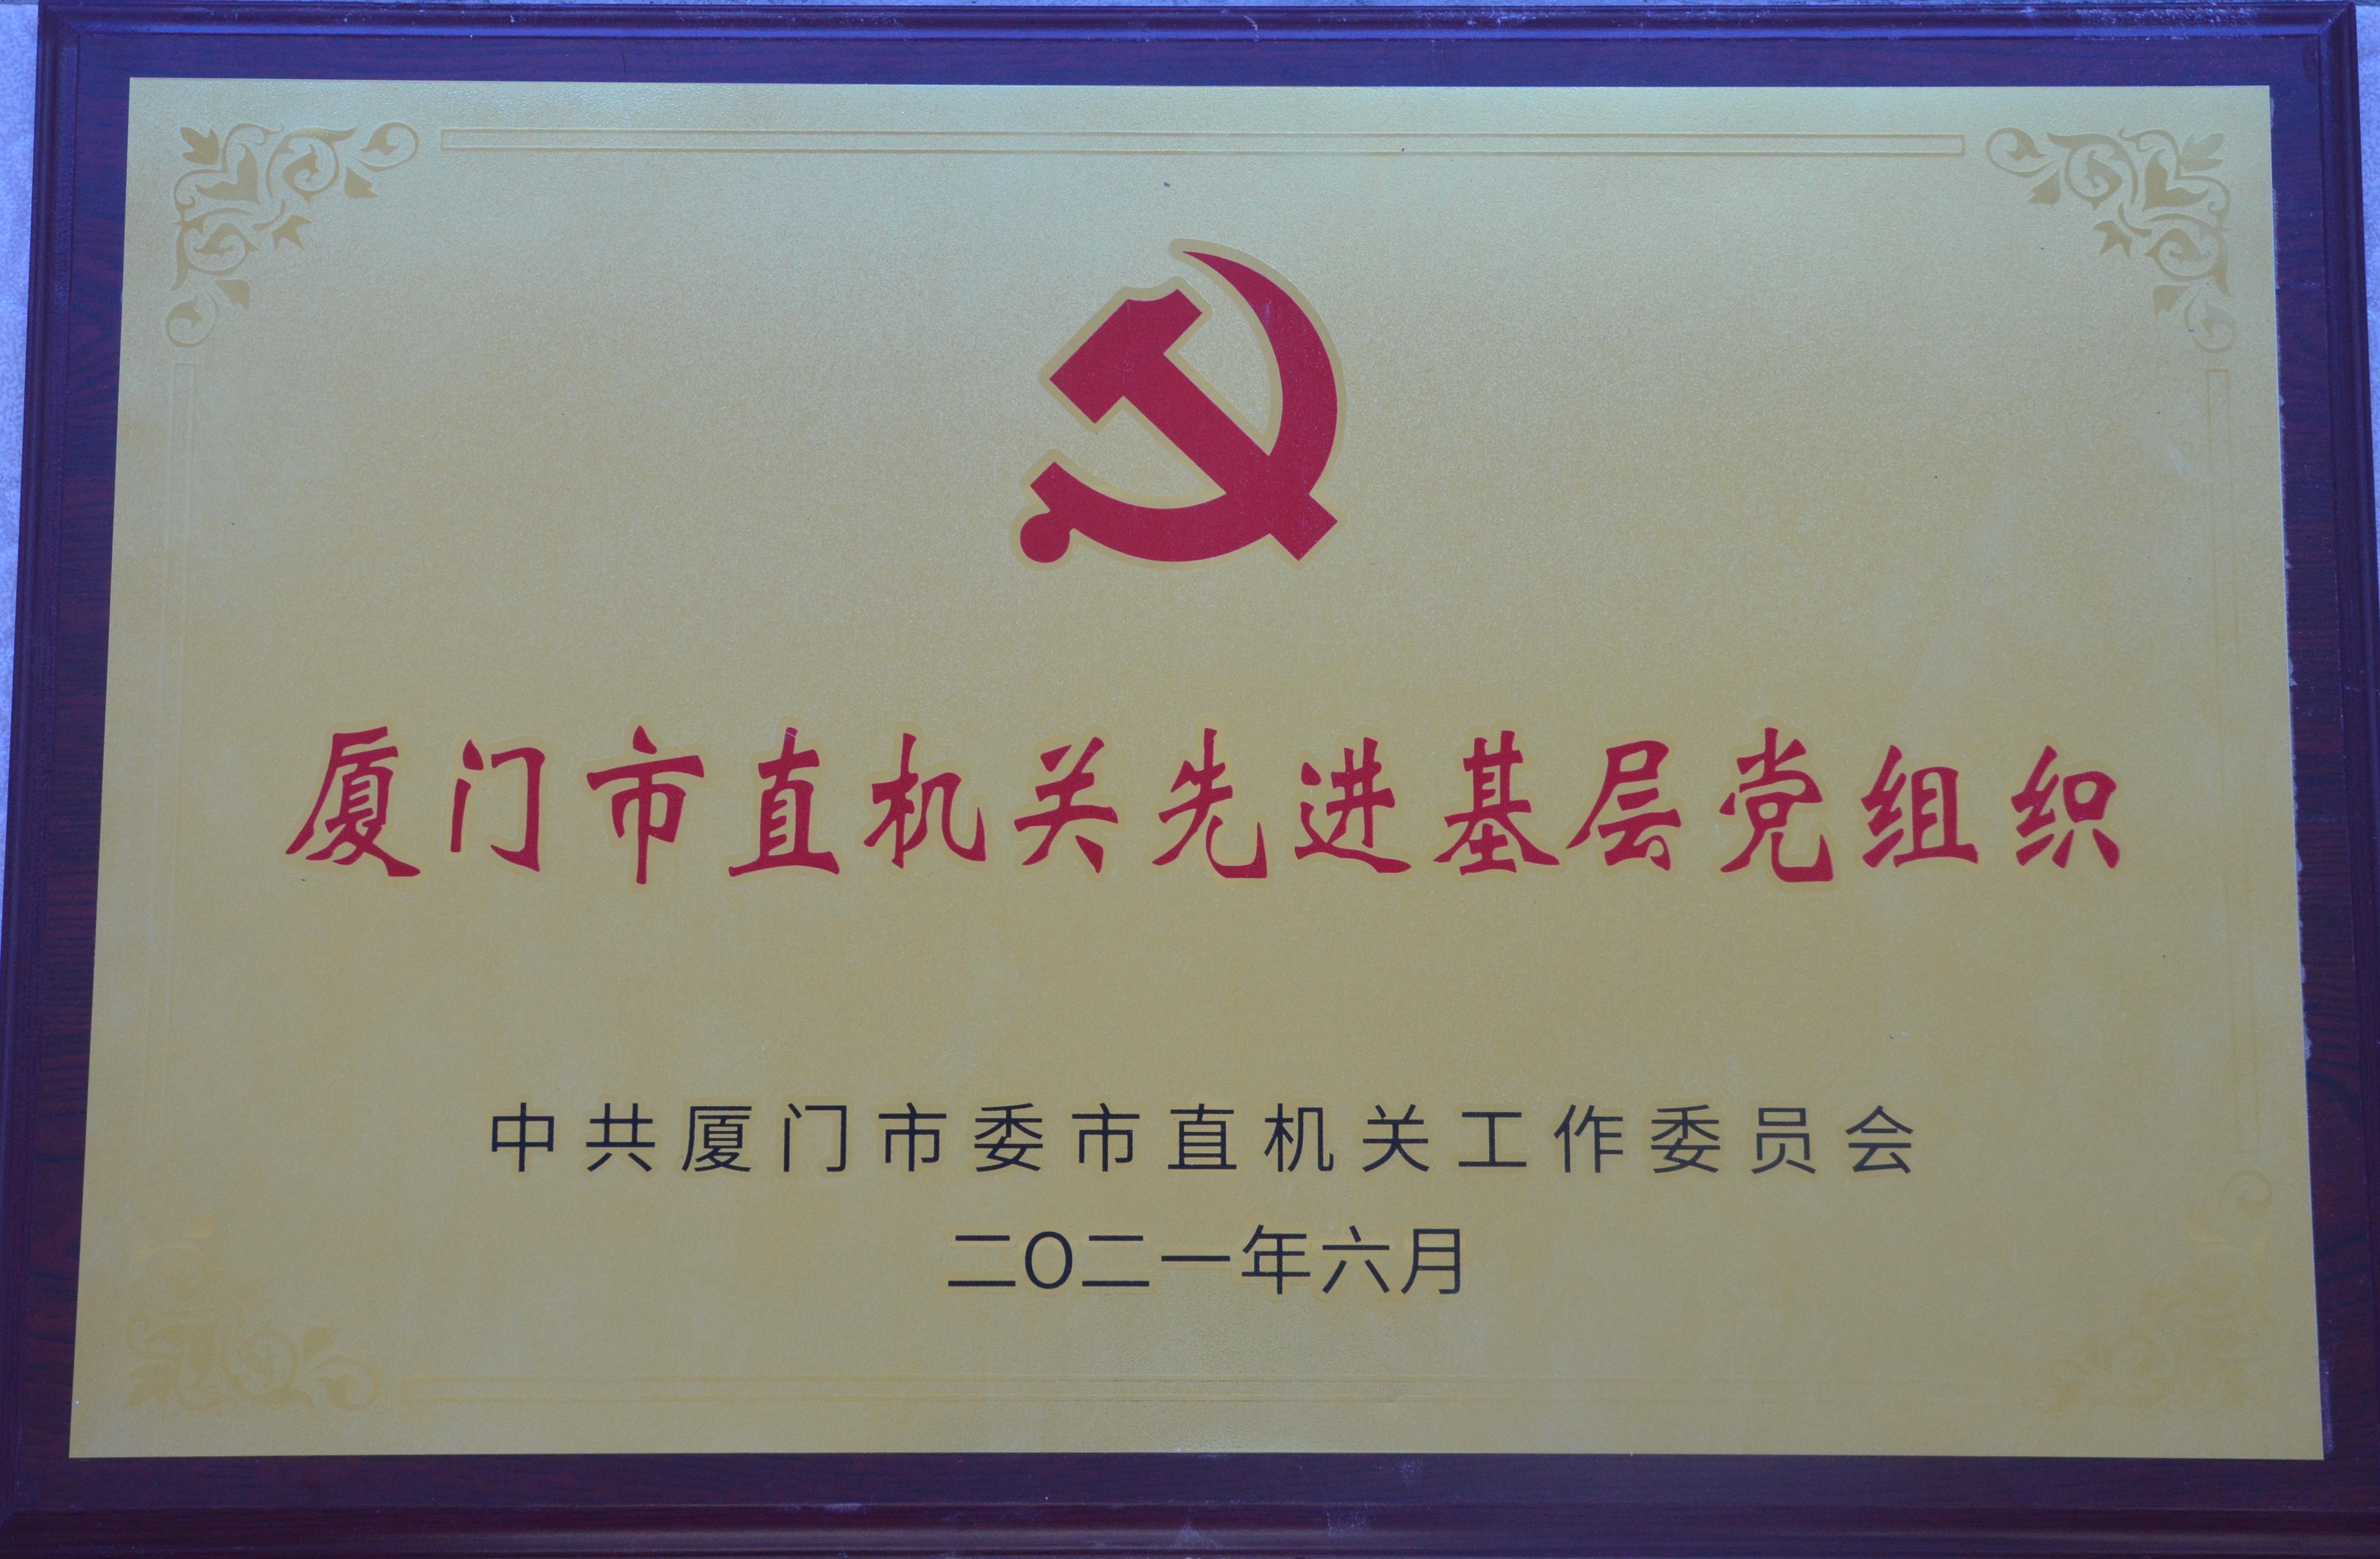 厦门市直机关先进基层党组织
中共厦门市委市直机关工作委员会
二〇二一年六月